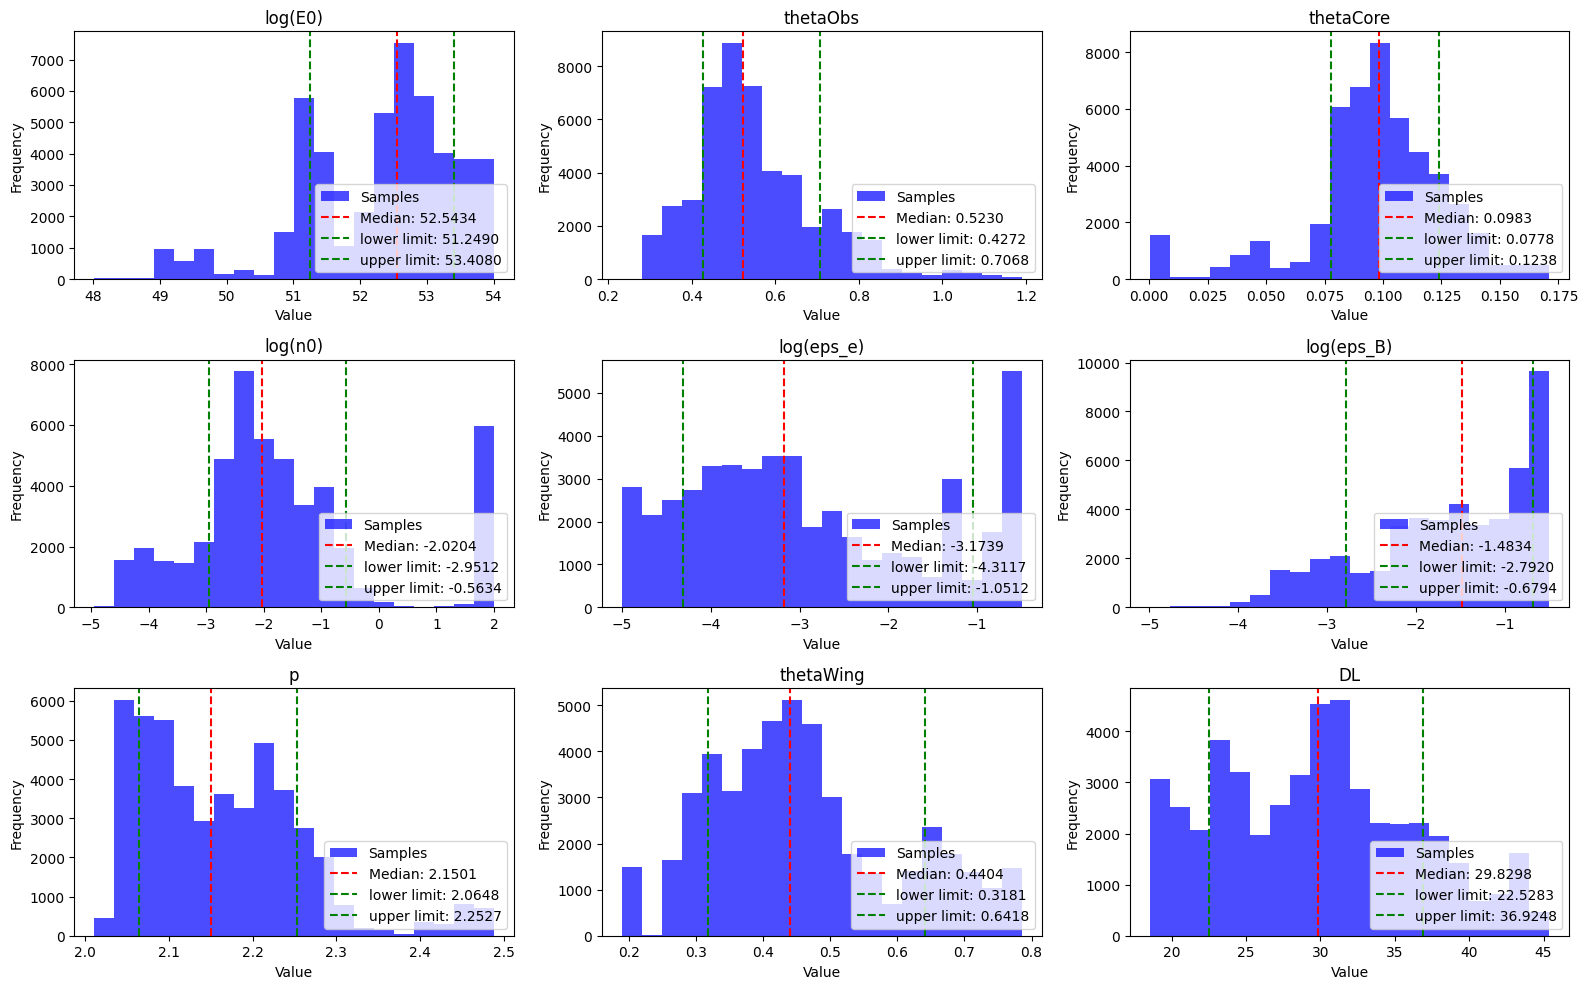 log(E0)
Frequency
7000
6000
5000
4000
3000
2000
1000
0
48 49 50 51 52 53 54
Value
Samples
Median: 52.5434
lower limit: 51.2490
upper limit: 53.4080
thetaObs
Frequency
8000
6000
4000
2000
0
0.2 0.4 0.6 0.8 1.0 1.2
Value
Samples
Median: 0.5230
lower limit: 0.4272
upper limit: 0.7068
thetaCore
Frequency
8000
6000
4000
2000
0
0.000 0.025 0.050 0.075 0.100 0.125 0.150 0.175
Value
Samples
Median: 0.0983
lower limit: 0.0778
upper limit: 0.1238
log(n0)
Frequency
8000
6000
4000
2000
0
−5 −4 −3 −2 −1 0 1 2
Value
Samples
Median: -2.0204
lower limit: -2.9512
upper limit: -0.5634
log(eps_e)
Frequency
5000
4000
3000
2000
1000
0
−5 −4 −3 −2 −1
Value
Samples
Median: -3.1739
lower limit: -4.3117
upper limit: -1.0512
log(eps_B)
Frequency
10000
8000
6000
4000
2000
0
−5 −4 −3 −2 −1
Value
Samples
Median: -1.4834
lower limit: -2.7920
upper limit: -0.6794
p
Frequency
6000
5000
4000
3000
2000
1000
0
2.0 2.1 2.2 2.3 2.4 2.5
Value
Samples
Median: 2.1501
lower limit: 2.0648
upper limit: 2.2527
thetaWing
Frequency
5000
4000
3000
2000
1000
0
0.2 0.3 0.4 0.5 0.6 0.7 0.8
Value
Samples
Median: 0.4404
lower limit: 0.3181
upper limit: 0.6418
DL
Frequency
4000
3000
2000
1000
0
20 25 30 35 40 45
Value
Samples
Median: 29.8298
lower limit: 22.5283
upper limit: 36.9248